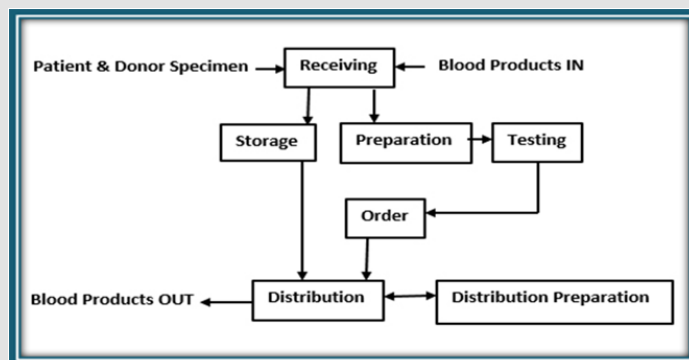 Patient & Donor Specimen
Receiving
Blood Products IN
Storage
Preparation
Testing
Order
Blood Products OUT
Distribution
Distribution Preparation